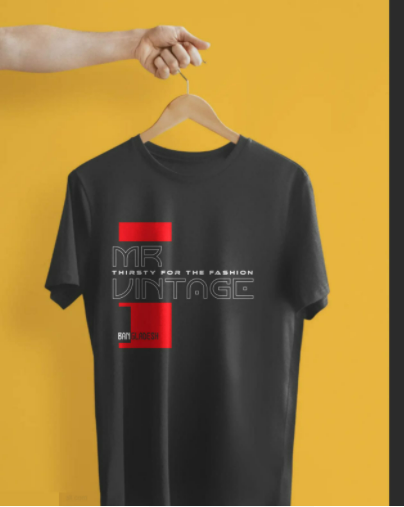 MR
THIRSTY FOR THE FASHION
VINTAGE